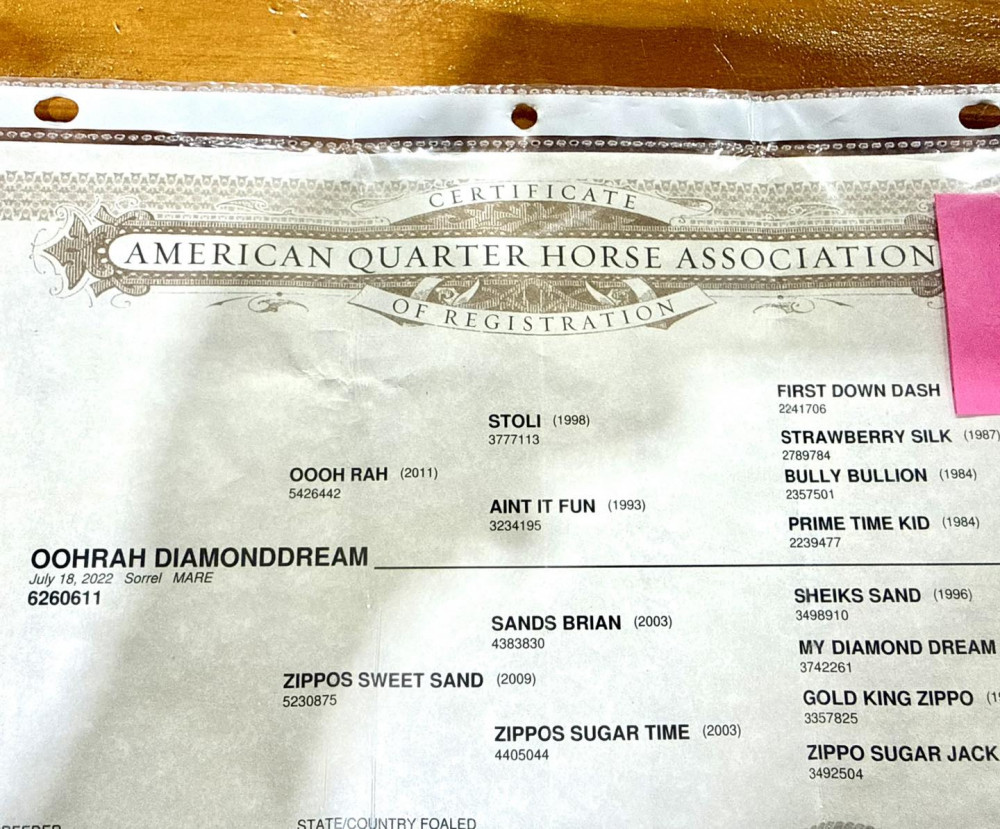 CERTIFICATE
AMERICAN QUARTER HORSE ASSOCIATION
OF REGISTRATION
FIRST DOWN DASH
2241706
STOLI (1998)
3777113
STRAWBERRY SILK (1987)
2789784
OOOH RAH (2011)
5426442
BULLY BULLION (1984)
2357501
AINT IT FUN (1993)
3234195
PRIME TIME KID (1984)
2239477
OOHRAH DIAMONDDREAM
July 18, 2022 Sorrel MARE
6260611
SHEIKS SAND (1996)
3498910
SANDS BRIAN (2003)
4383830
MY DIAMOND DREAM
3742261
ZIPPOS SWEET SAND (2009)
5230875
GOLD KING ZIPPO
3357825
ZIPPOS SUGAR TIME (2003)
4405044
ZIPPO SUGAR JACK
3492504
STATE/COUNTRY FOALED